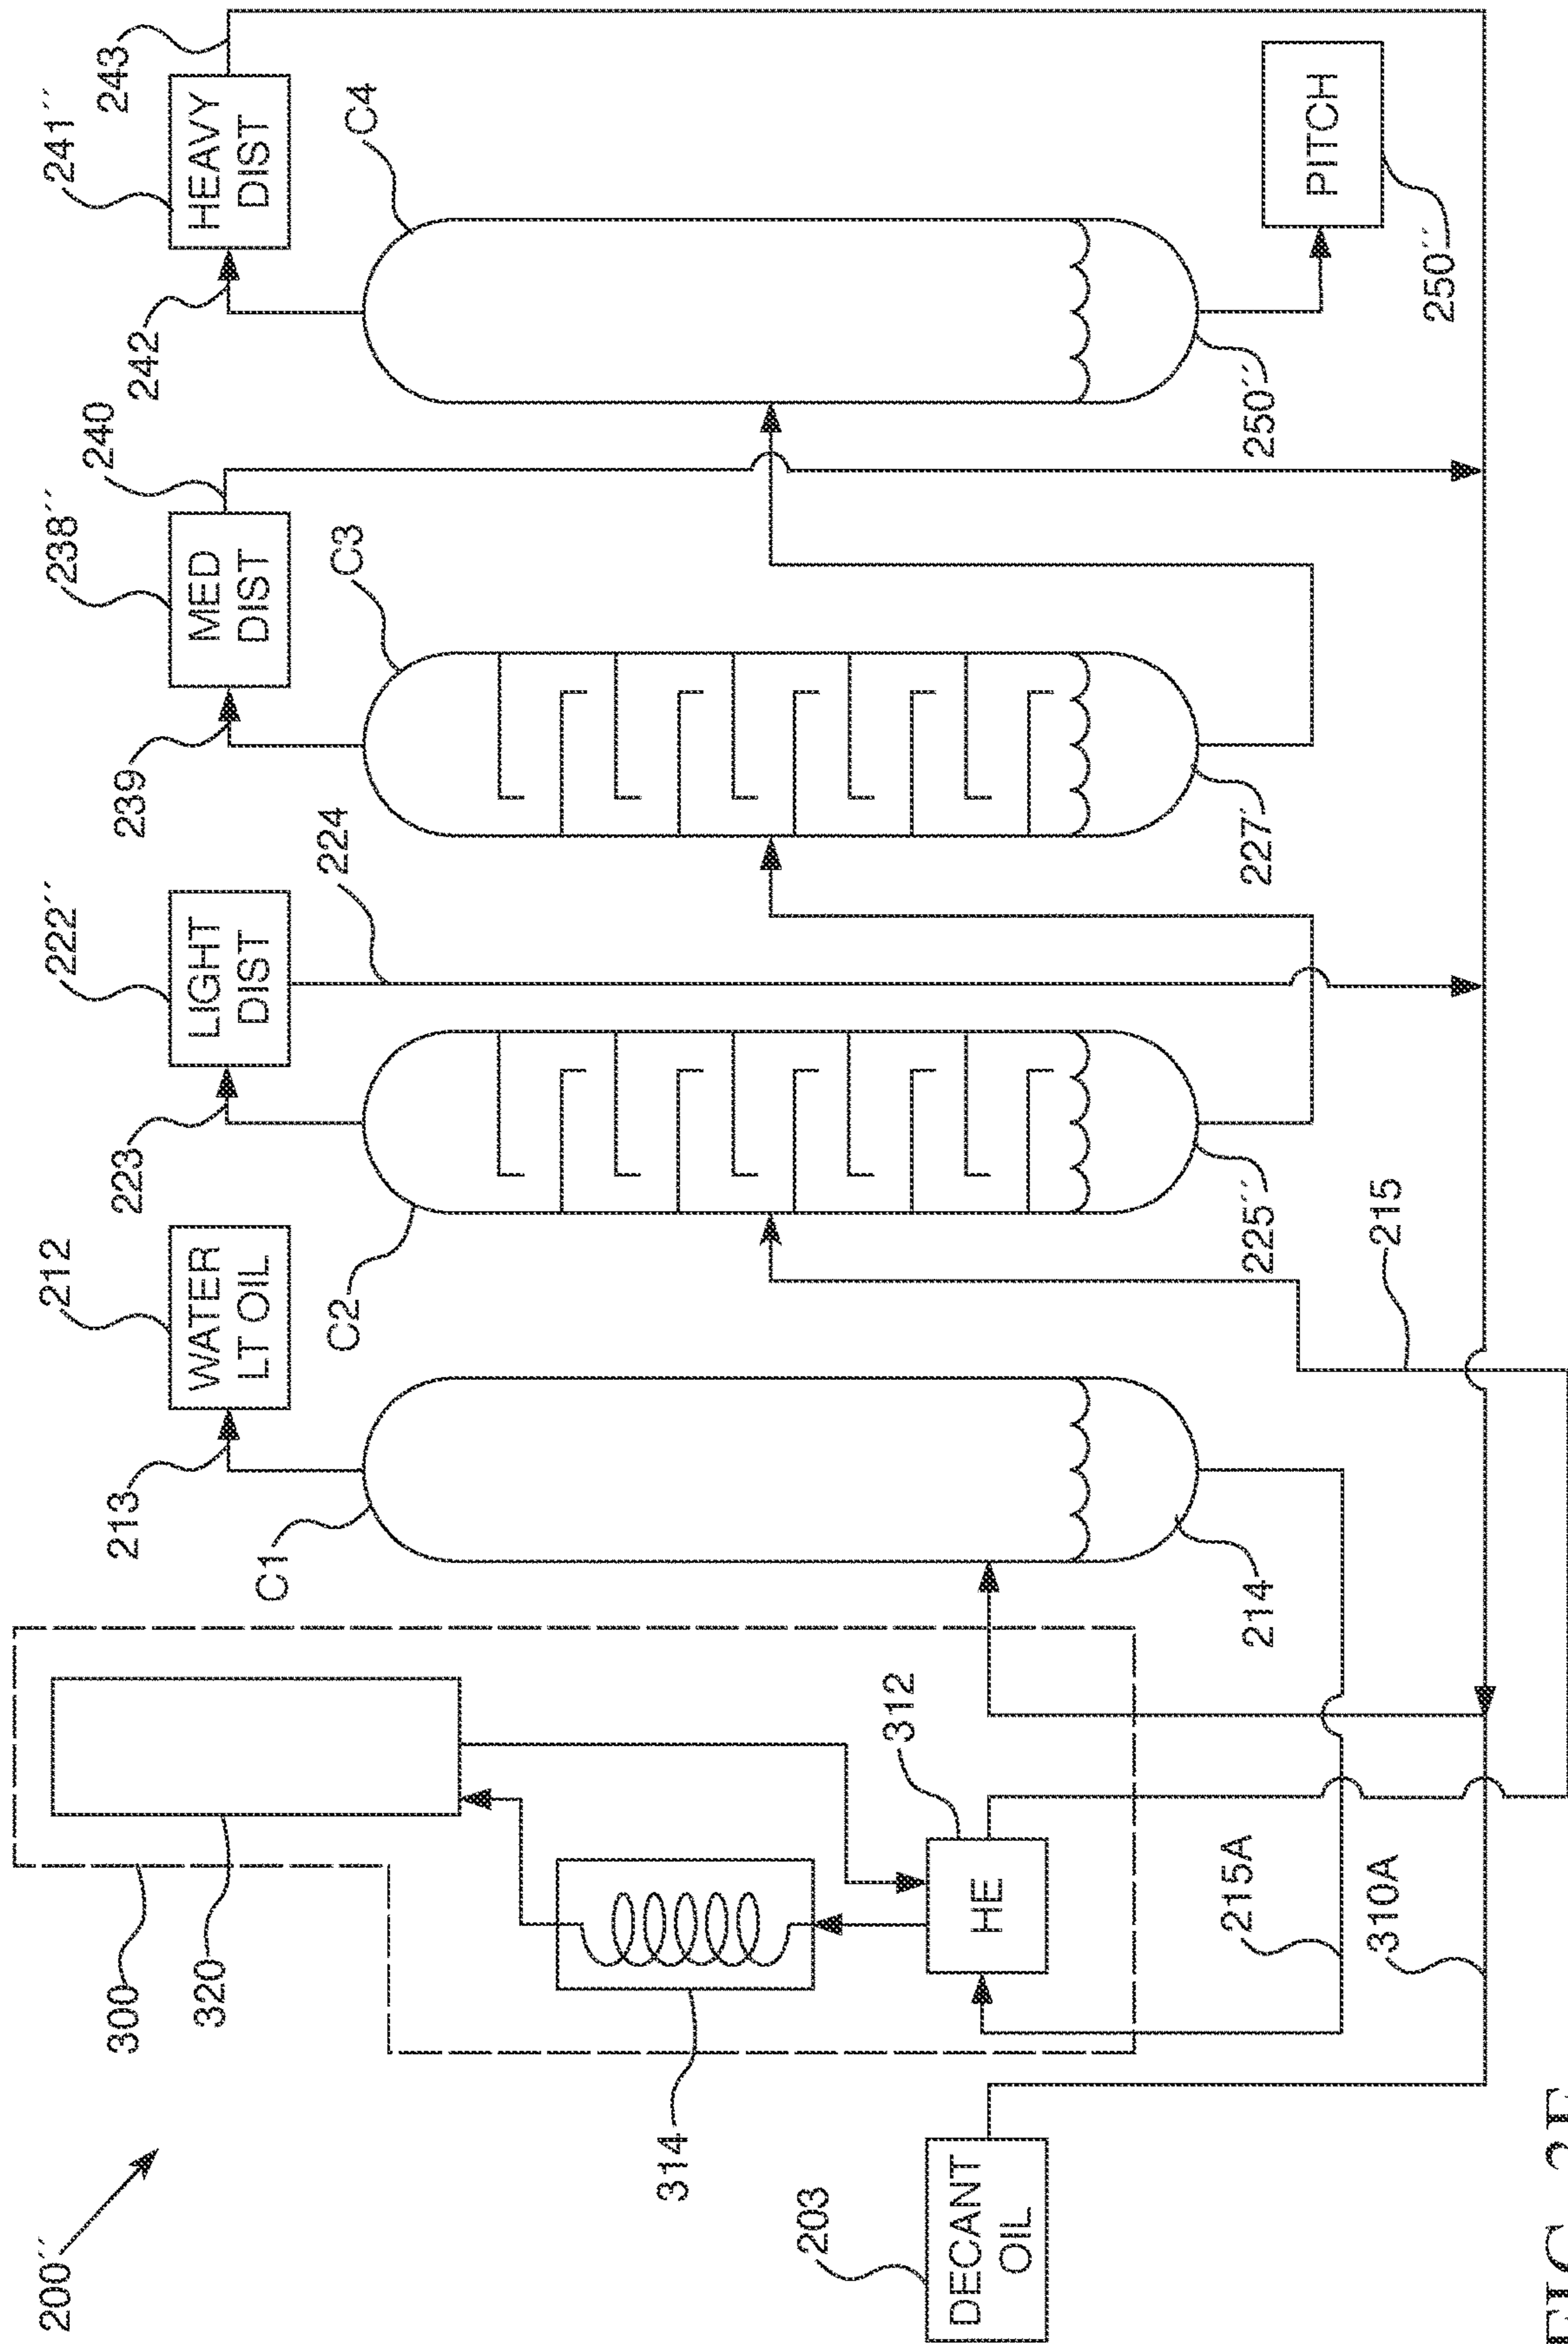 200´´
212
222´´
238´´
241´´
300
213
223
239
240
242
243
320
WATER
LT OIL
LIGHT
DIST
MED
DIST
HEAVY
DIST
C1
C2
224
C3
C4
314
203
312
DECANT
OIL
HE
214
225´´
227´
250´´
215A
PITCH
310A
215
250´´
FIG.